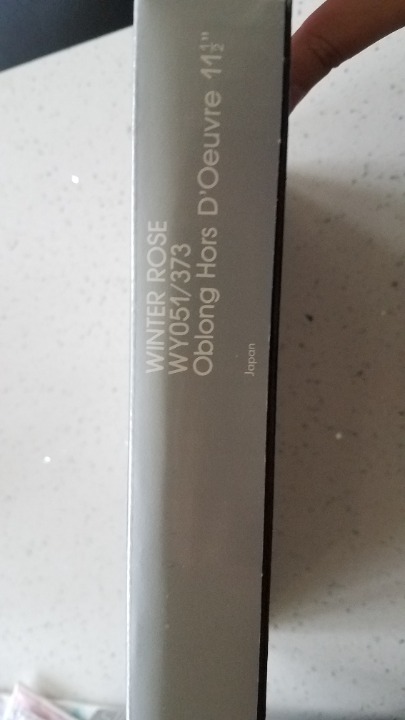 WINTER ROSE
WY051/373
Oblong Hors D'Oeuvre 11½"
Japan